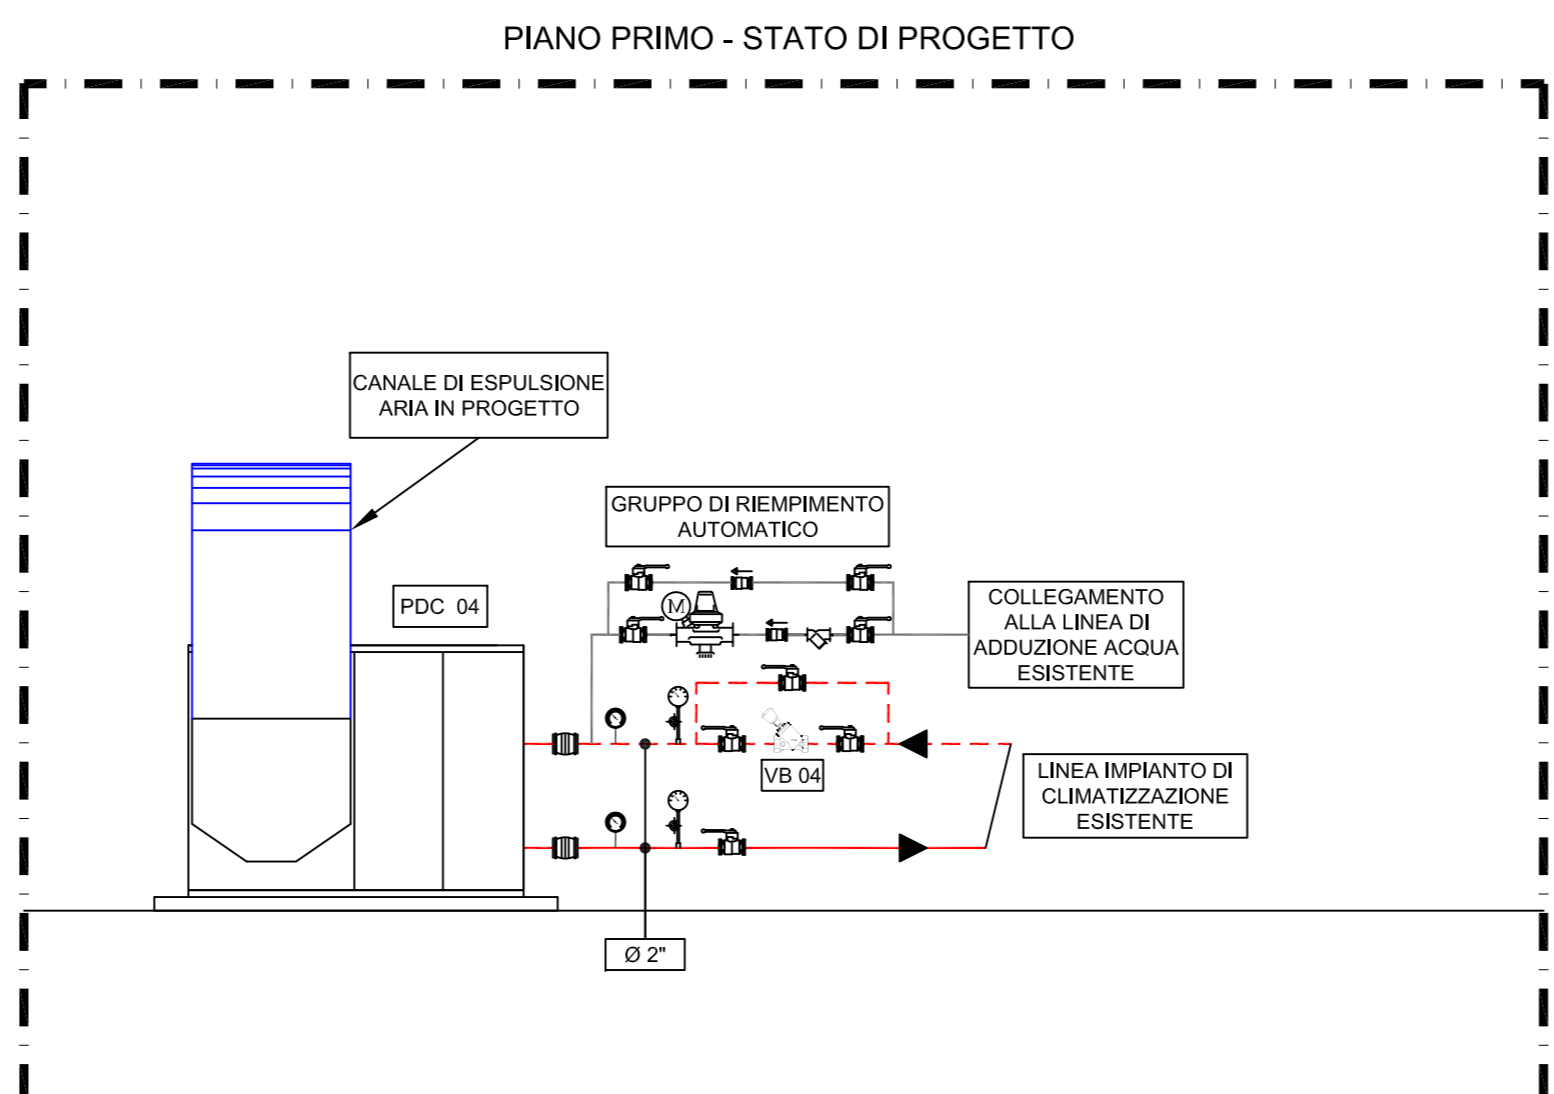 PIANO PRIMO - STATO DI PROGETTO
CANALE DI ESPULSIONE
ARIA IN PROGETTO
GRUPPO DI RIEMPIMENTO
AUTOMATICO
PDC 04
M
COLLEGAMENTO
ALLA LINEA DI
ADDUZIONE ACQUA
ESISTENTE
VB 04
LINEA IMPIANTO DI
CLIMATIZZAZIONE
ESISTENTE
Ø 2"